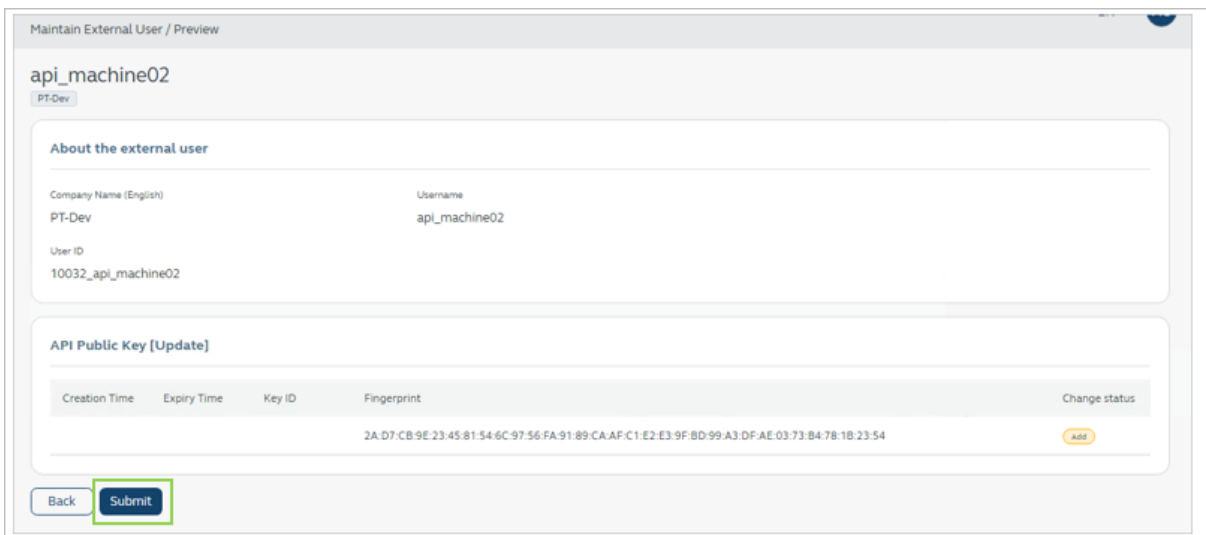 Maintain External User / Preview
api_machine02
PT-Dev
About the external user
Company Name (English) Username
PT-Dev api_machine02
User ID
10032_api_machine02
API Public Key [Update]
Creation Time Expiry Time Key ID Fingerprint Change status
2A:D7:CB:9E:23:45:81:54:6C:97:56:FA:91:89:CA:AF:C1:E2:E3:9F:BD:99:A3:DF:AE:03:73:B4:78:1B:23:54 Add
Back Submit